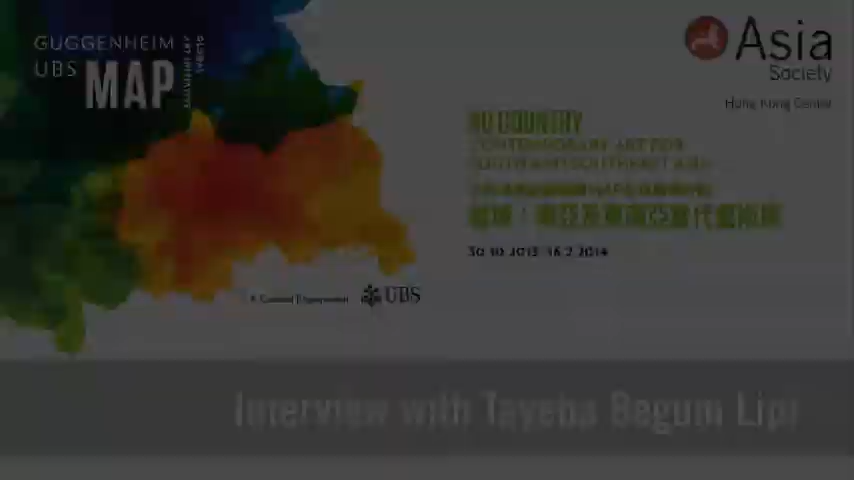 GUGGENHEIM
UBS MAP
GLOBAL
ART INITIATIVE
Asia
Society
Hong Kong Center
NO COUNTRY
CONTEMPORARY ART FOR
SOUTH AND SOUTHEAST ASIA
30.10.2013-16.2.2014
UBS
Interview with Tayeba Begum Lipi